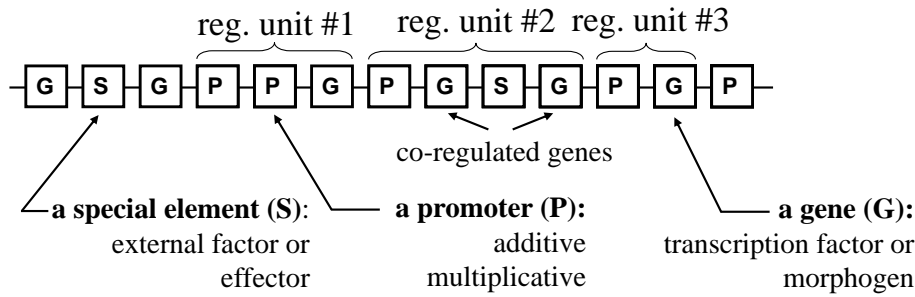 reg. unit #1 reg. unit #2 reg. unit #3
G S G P P G P G S G P G P
co-regulated genes
a special element (S): a promoter (P): a gene (G):
external factor or additive transcription factor or
effector multiplicative morphogen